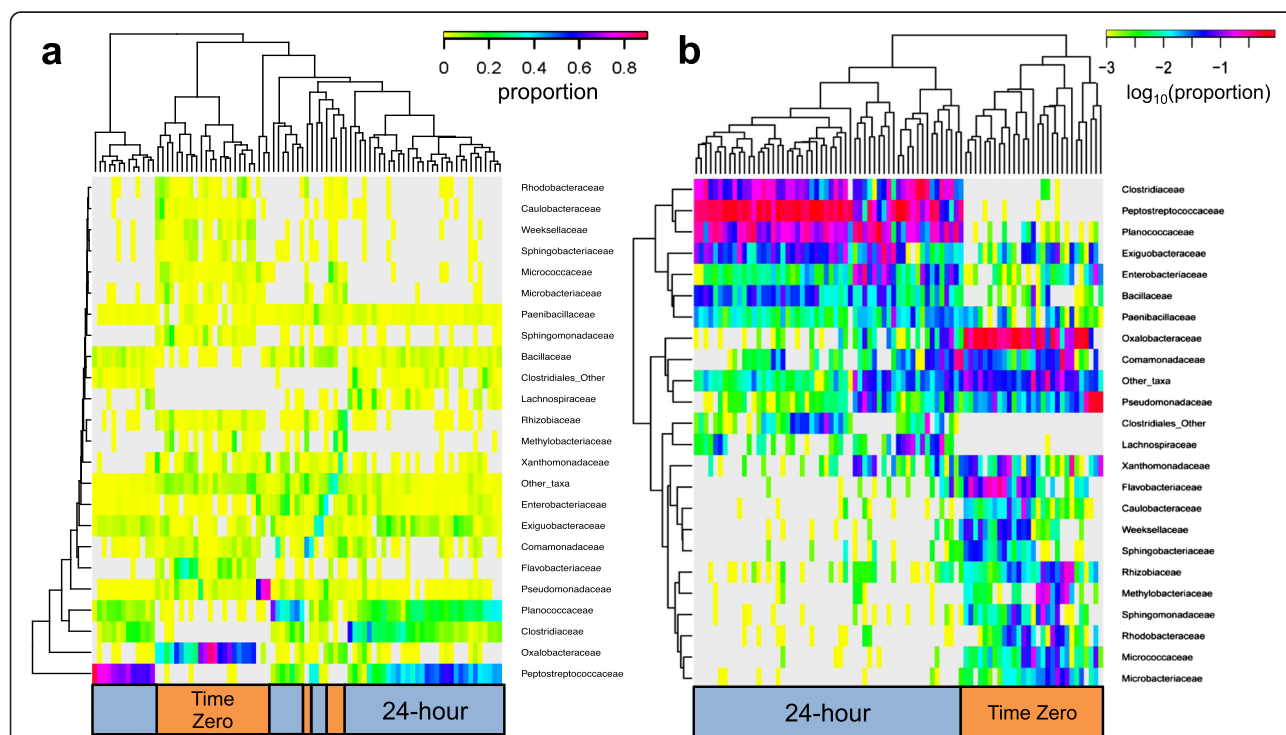 a
0 0.2 0.4 0.6 0.8
proportion
Rhodobacteraceae
Caulobacteraceae
Weeksellaceae
Sphingobacteriaceae
Micrococcaceae
Microbacteriaceae
Paenibacillaceae
Sphingomonadaceae
Bacillaceae
Clostridiales_Other
Lachnospiraceae
Rhizobiaceae
Methylobacteriaceae
Xanthomonadaceae
Other_taxa
Enterobacteriaceae
Exiguobacteraceae
Comamonadaceae
Flavobacteriaceae
Pseudomonadaceae
Planococcaceae
Clostridiaceae
Oxalobacteraceae
Peptostreptococcaceae
Time
Zero
24-hour
b
−3 −2 −1
log10(proportion)
Clostridiaceae
Peptostreptococcaceae
Planococcaceae
Exiguobacteraceae
Enterobacteriaceae
Bacillaceae
Paenibacillaceae
Oxalobacteraceae
Comamonadaceae
Other_taxa
Pseudomonadaceae
Clostridiales_Other
Lachnospiraceae
Xanthomonadaceae
Flavobacteriaceae
Caulobacteraceae
Weeksellaceae
Sphingobacteriaceae
Rhizobiaceae
Methylobacteriaceae
Sphingomonadaceae
Rhodobacteraceae
Micrococcaceae
Microbacteriaceae
24-hour
Time Zero